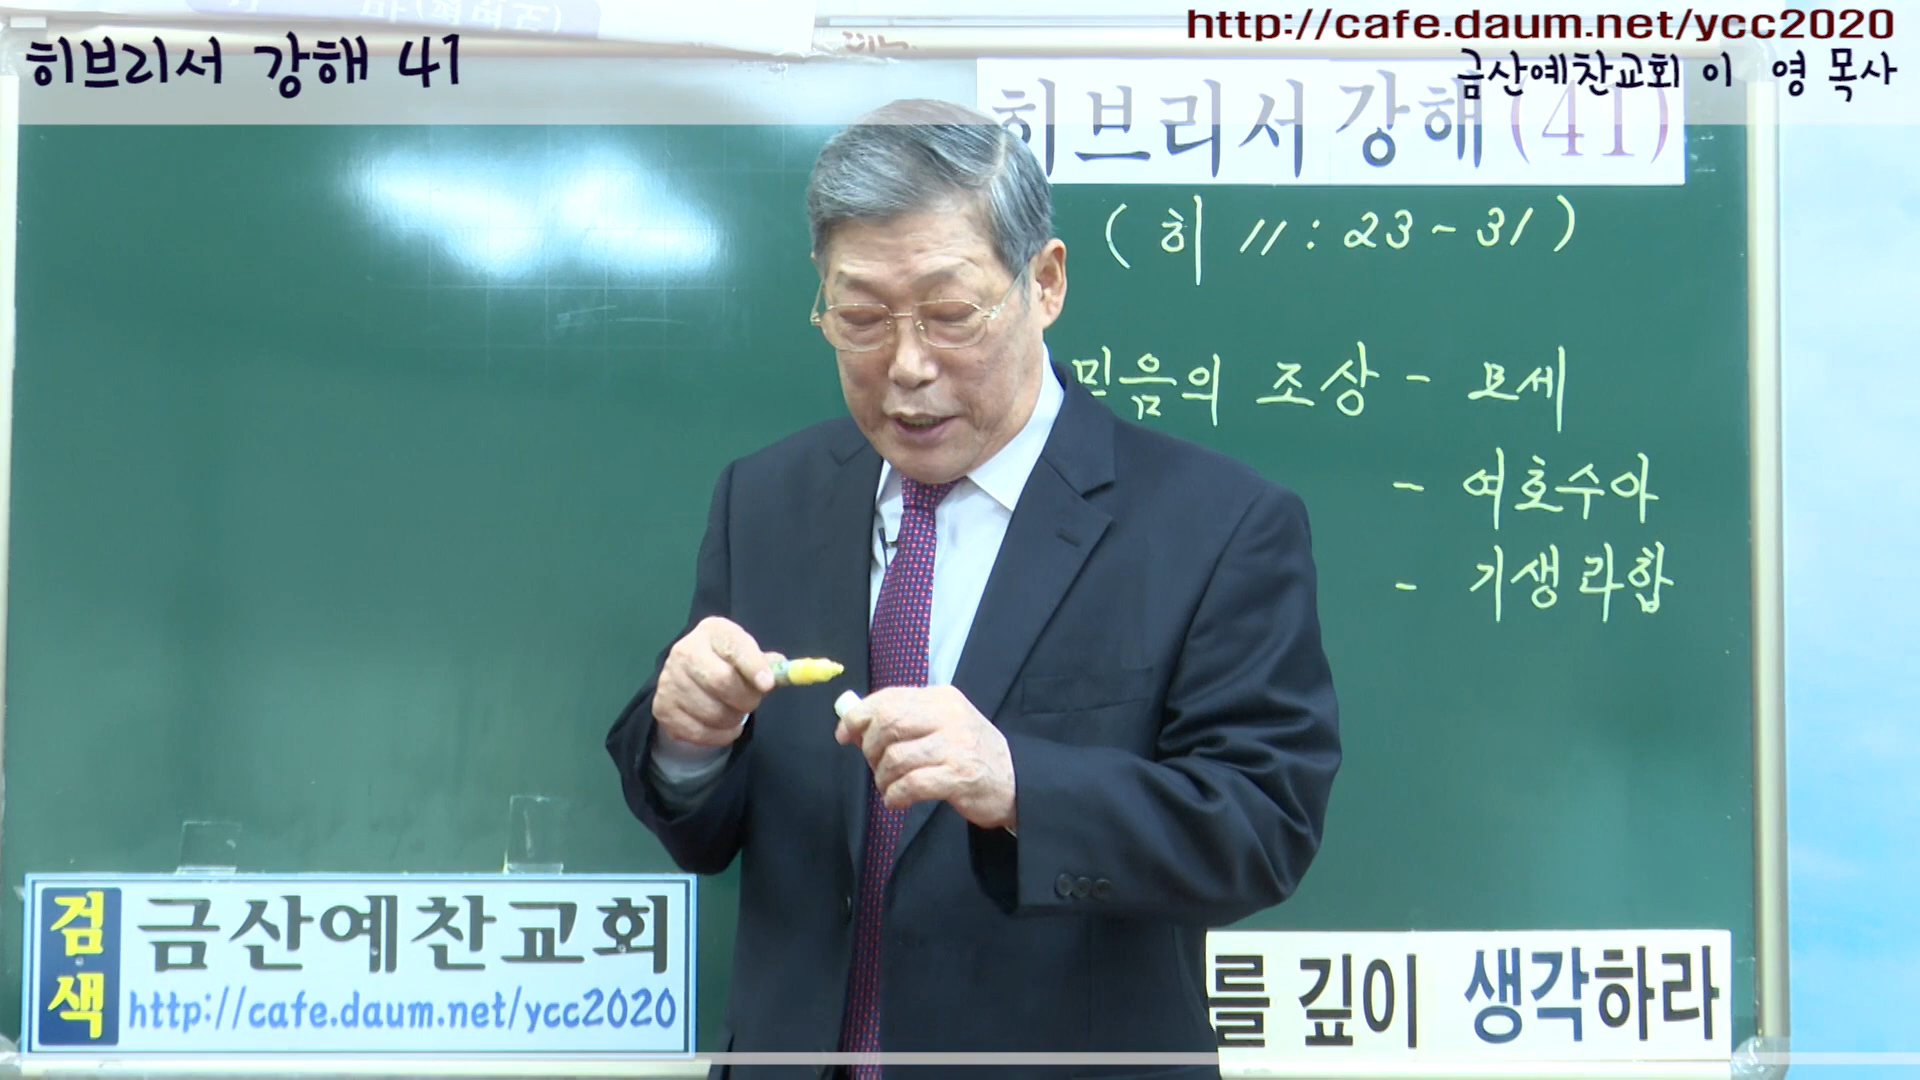 http://cafe.daum.net/ycc2020
히브리서 강해 41
금산예찬교회 이 영 목사
히브리서 강해 (41)
( 히 11 : 23 ~ 31 )
믿음의 조상 - 모세
- 여호수아
- 기생 라합
검색
금산예찬교회
http://cafe.daum.net/ycc2020
를 깊이 생각하라